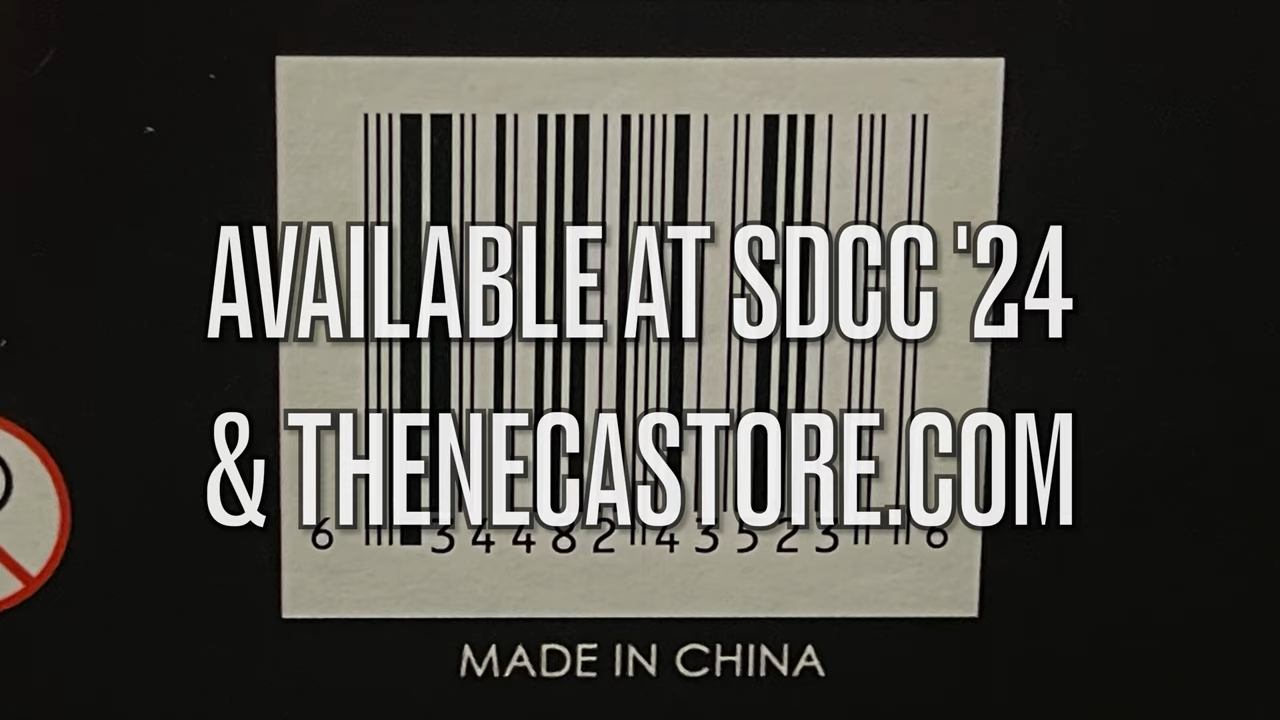 AVAILABLE AT SDCC '24
& THENECASTORE.COM
6 34482 43523 6
MADE IN CHINA